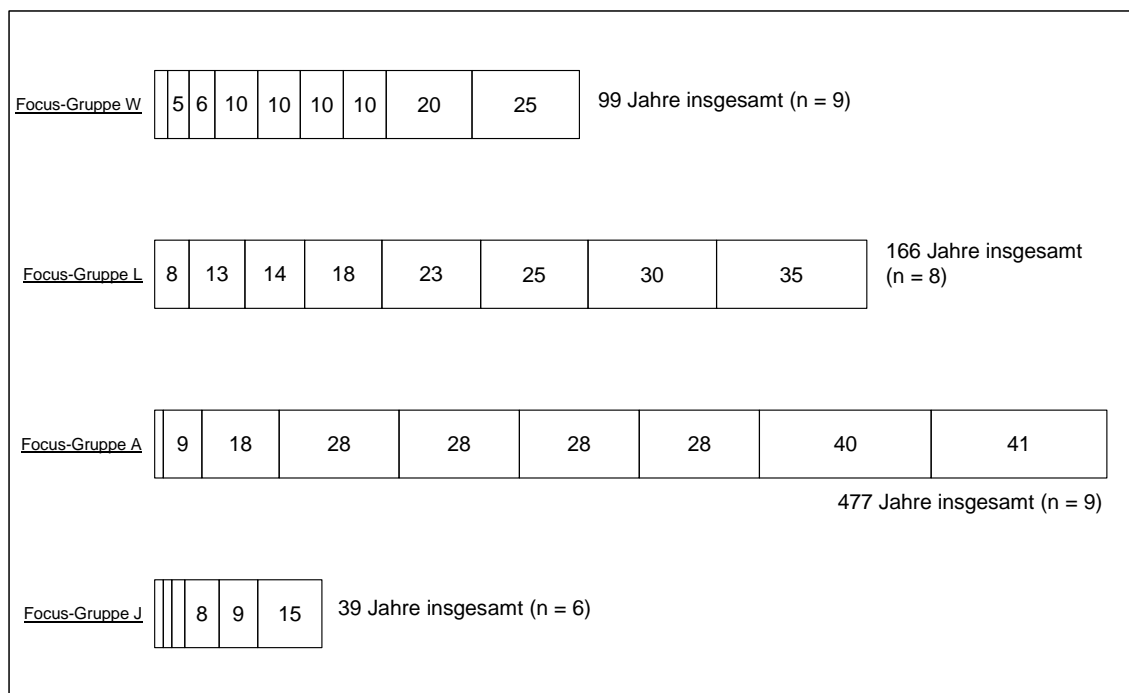 Focus-Gruppe W 5 6 10 10 10 10 20 25 99 Jahre insgesamt (n = 9)
Focus-Gruppe L 8 13 14 18 23 25 30 35 166 Jahre insgesamt
(n = 8)
Focus-Gruppe A 9 18 28 28 28 28 40 41
477 Jahre insgesamt (n = 9)
Focus-Gruppe J 8 9 15 39 Jahre insgesamt (n = 6)